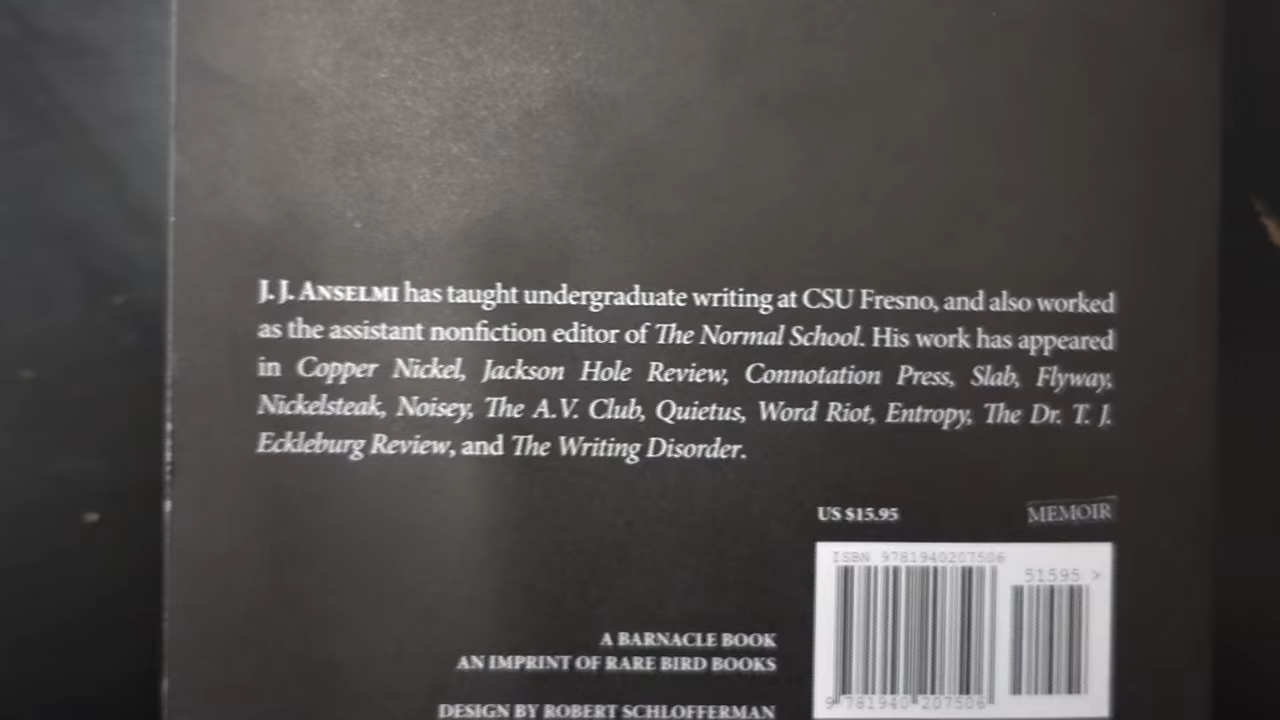 J. J. ANSELMI has taught undergraduate writing at CSU Fresno, and also worked
as the assistant nonfiction editor of The Normal School. His work has appeared
in Copper Nickel, Jackson Hole Review, Connotation Press, Slab, Flyway,
Nickelsteak, Noisey, The A.V. Club, Quietus, Word Riot, Entropy, The Dr. T. J.
Eckleburg Review, and The Writing Disorder.
US $15.95
MEMOIR
ISBN 9781940207506
51595 >
A BARNACLE BOOK
AN IMPRINT OF RARE BIRD BOOKS
9 781940 207506
DESIGN BY ROBERT SCHLOFFERMAN